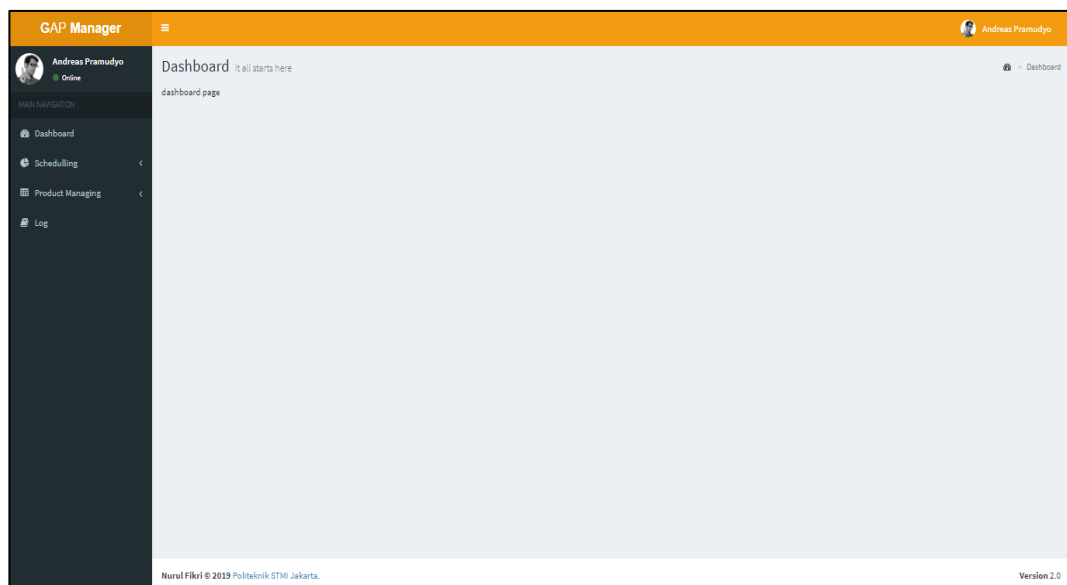 GAP Manager
Andreas Pramudyo
Andreas Pramudyo
Online
MAIN NAVIGATION
Dashboard
Schedulling
Product Managing
Log
Dashboard It all starts here
> Dashboard
dashboard page
Nurul Fikri © 2019 Politeknik STMI Jakarta.
Version 2.0